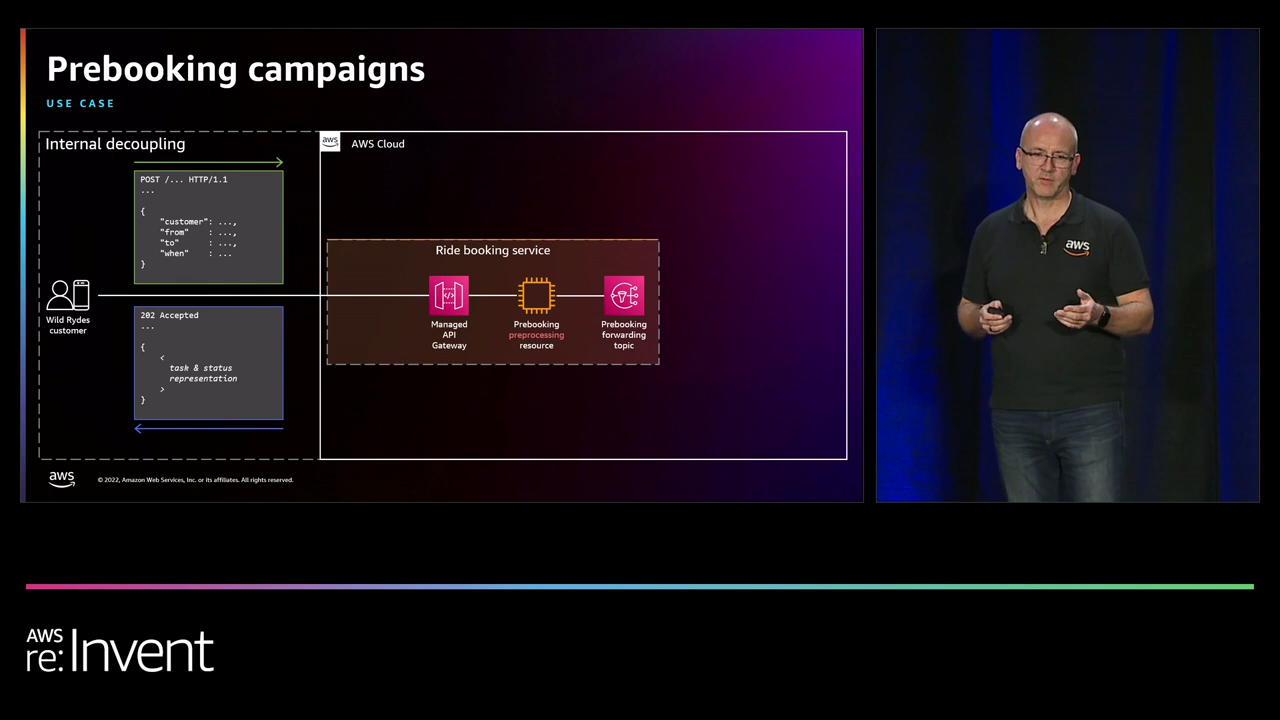 Prebooking campaigns
USE CASE
Internal decoupling
POST /... HTTP/1.1
...
{
"customer": ...,
"from" : ...,
"to" : ...,
"when" : ...
}
Wild Rydes
customer
202 Accepted
...
{
<
task & status
representation
>
}
aws
AWS Cloud
Ride booking service
Managed
API
Gateway
Prebooking
preprocessing
resource
Prebooking
forwarding
topic
aws
© 2022, Amazon Web Services, Inc. or its affiliates. All rights reserved.
aws
AWS
re:Invent